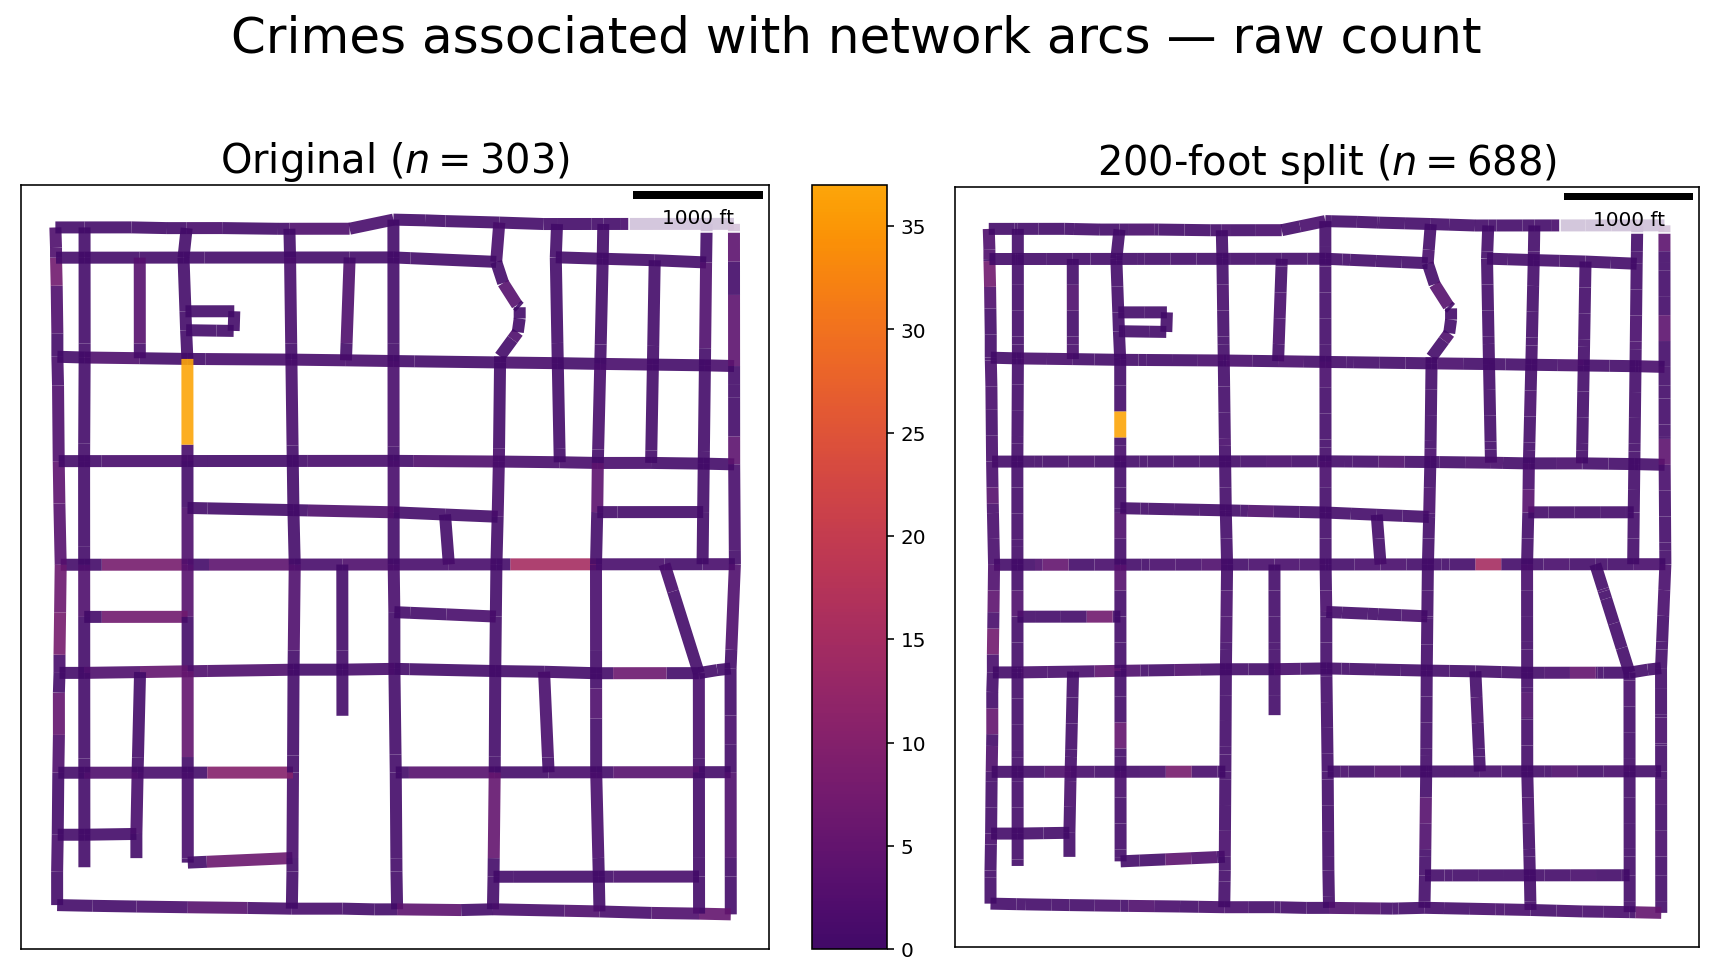 Crimes associated with network arcs — raw count
Original (n = 303)
200-foot split (n = 688)
1000 ft
1000 ft
35
30
25
20
15
10
5
0